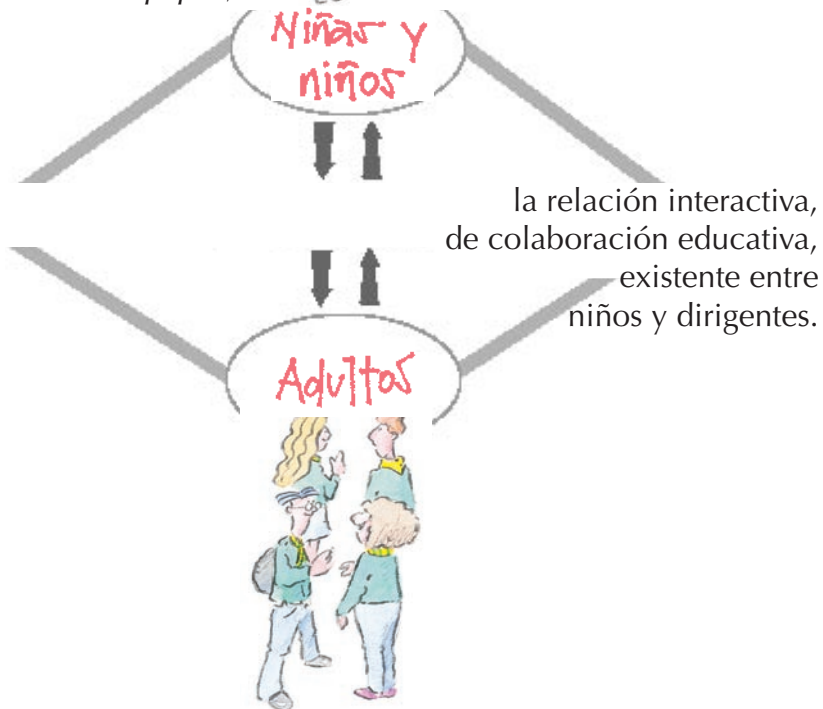 Niñas y
niños
la relación interactiva,
de colaboración educativa,
existente entre
niños y dirigentes.
Adultos